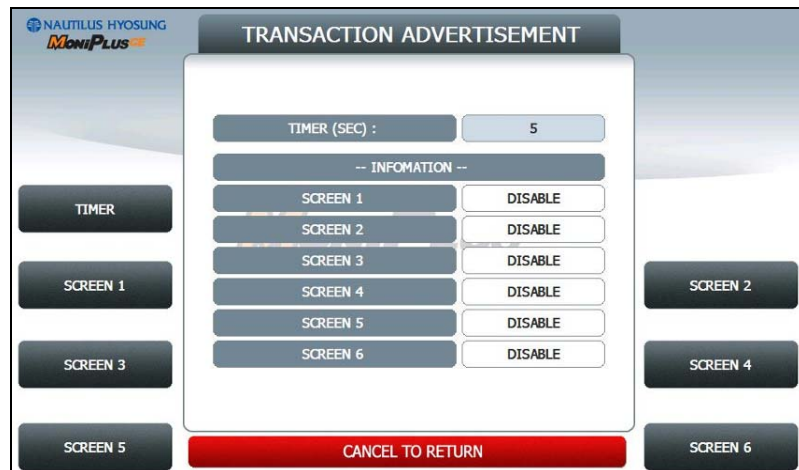 NAUTILUS HYOSUNG
MONIPLUSCE
TRANSACTION ADVERTISEMENT
TIMER (SEC) : 5
-- INFOMATION --
SCREEN 1 DISABLE
SCREEN 2 DISABLE
SCREEN 3 DISABLE
SCREEN 4 DISABLE
SCREEN 5 DISABLE
SCREEN 6 DISABLE
TIMER
SCREEN 1
SCREEN 2
SCREEN 3
SCREEN 4
SCREEN 5
CANCEL TO RETURN
SCREEN 6